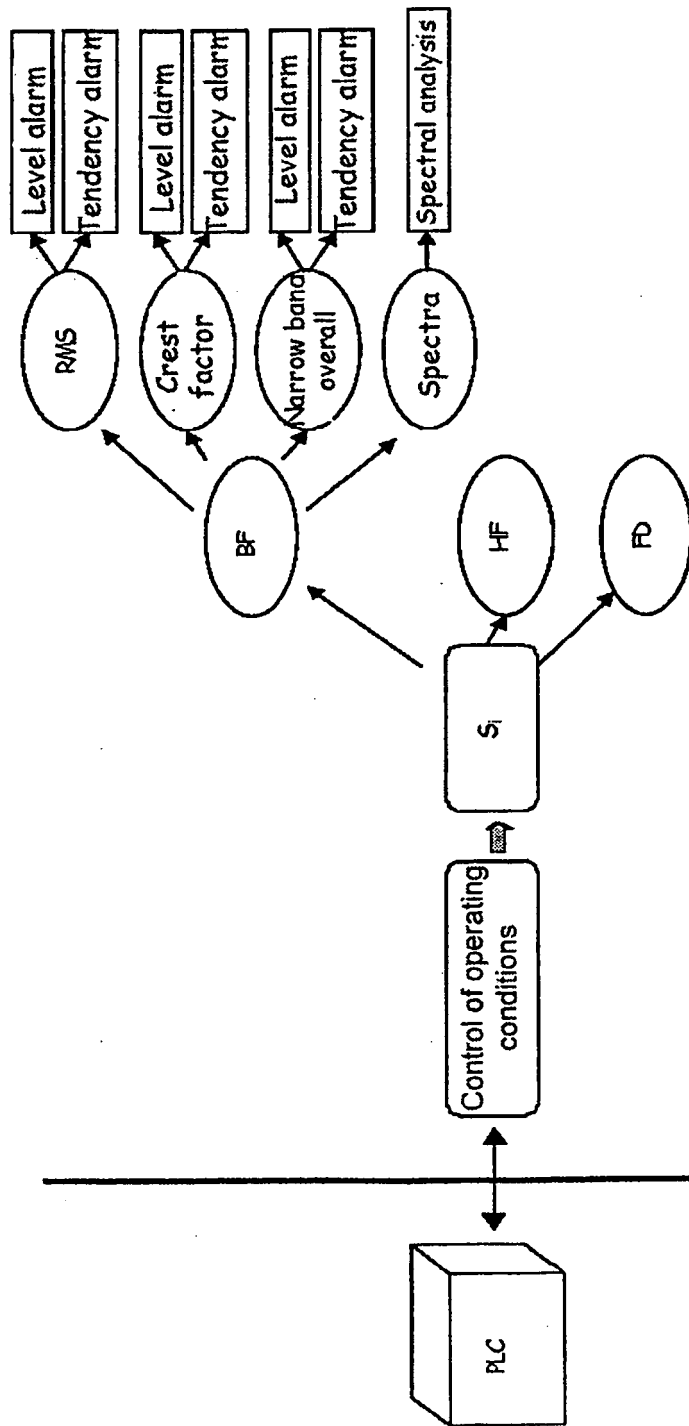 PLC
Control of operating
conditions
Si
BF
HF
FD
RMS
Crest
factor
Narrow band
overall
Spectra
Level alarm
Tendency alarm
Level alarm
Tendency alarm
Level alarm
Tendency alarm
Spectral analysis